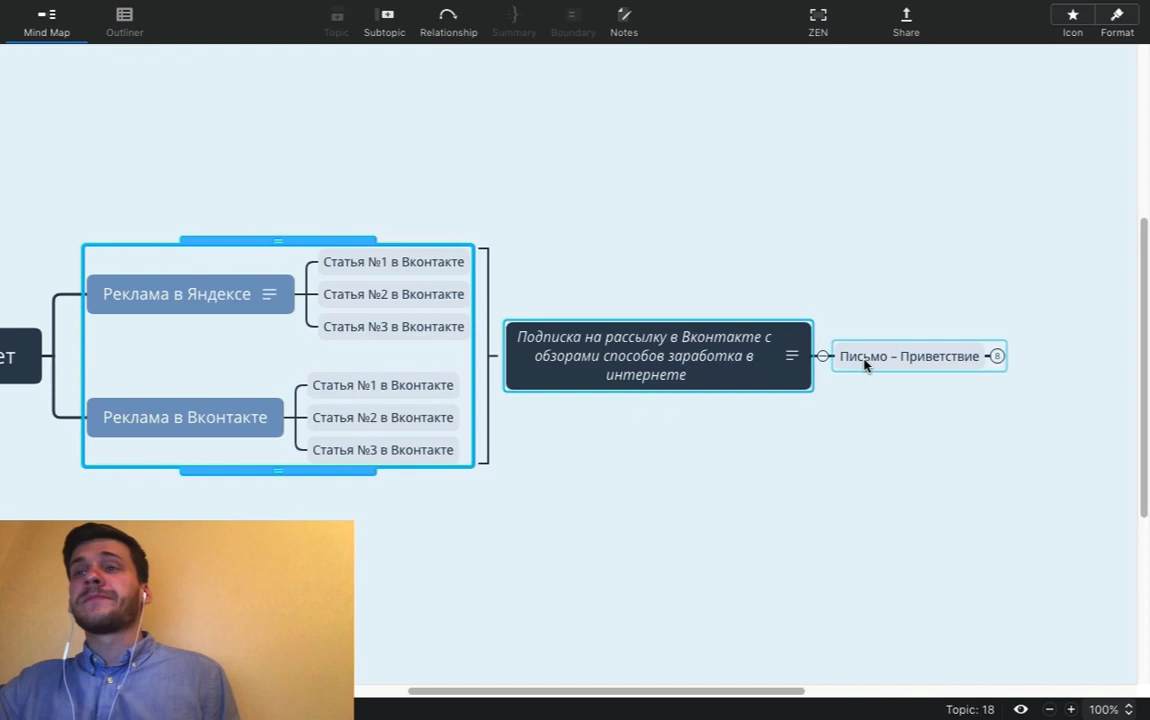 Mind Map
Outliner
Topic
Subtopic
Relationship
Summary
Boundary
Notes
ZEN
Share
Icon
Format
ет
Реклама в Яндексе
Статья №1 в Вконтакте
Статья №2 в Вконтакте
Статья №3 в Вконтакте
Реклама в Вконтакте
Статья №1 в Вконтакте
Статья №2 в Вконтакте
Статья №3 в Вконтакте
Подписка на рассылку в Вконтакте с
обзорами способов заработка в
интернете
Письмо – Приветствие
8
Topic: 18
100%